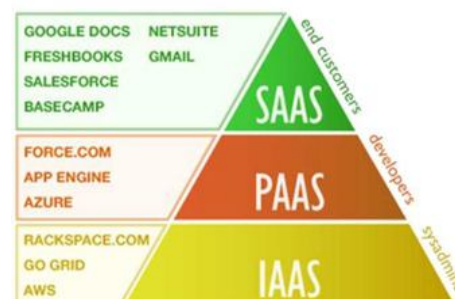 GOOGLE DOCS NETSUITE
FRESHBOOKS GMAIL
SALESFORCE
BASECAMP
SAAS
end customers
FORCE.COM
APP ENGINE
AZURE
PAAS
developers
RACKSPACE.COM
GO GRID
AWS
IAAS
sysadmins